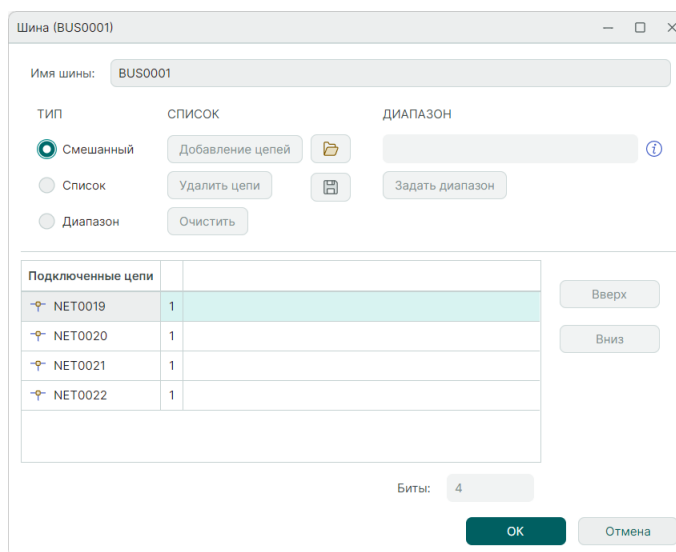 Шина (BUS0001)
Имя шины: BUS0001
ТИП СПИСОК ДИАПАЗОН
Смешанный Добавление цепей
Список Удалить цепи Задать диапазон
Диапазон Очистить
Подключенные цепи
NET0019 1
NET0020 1
NET0021 1
NET0022 1
Вверх
Вниз
Биты: 4
ОК Отмена